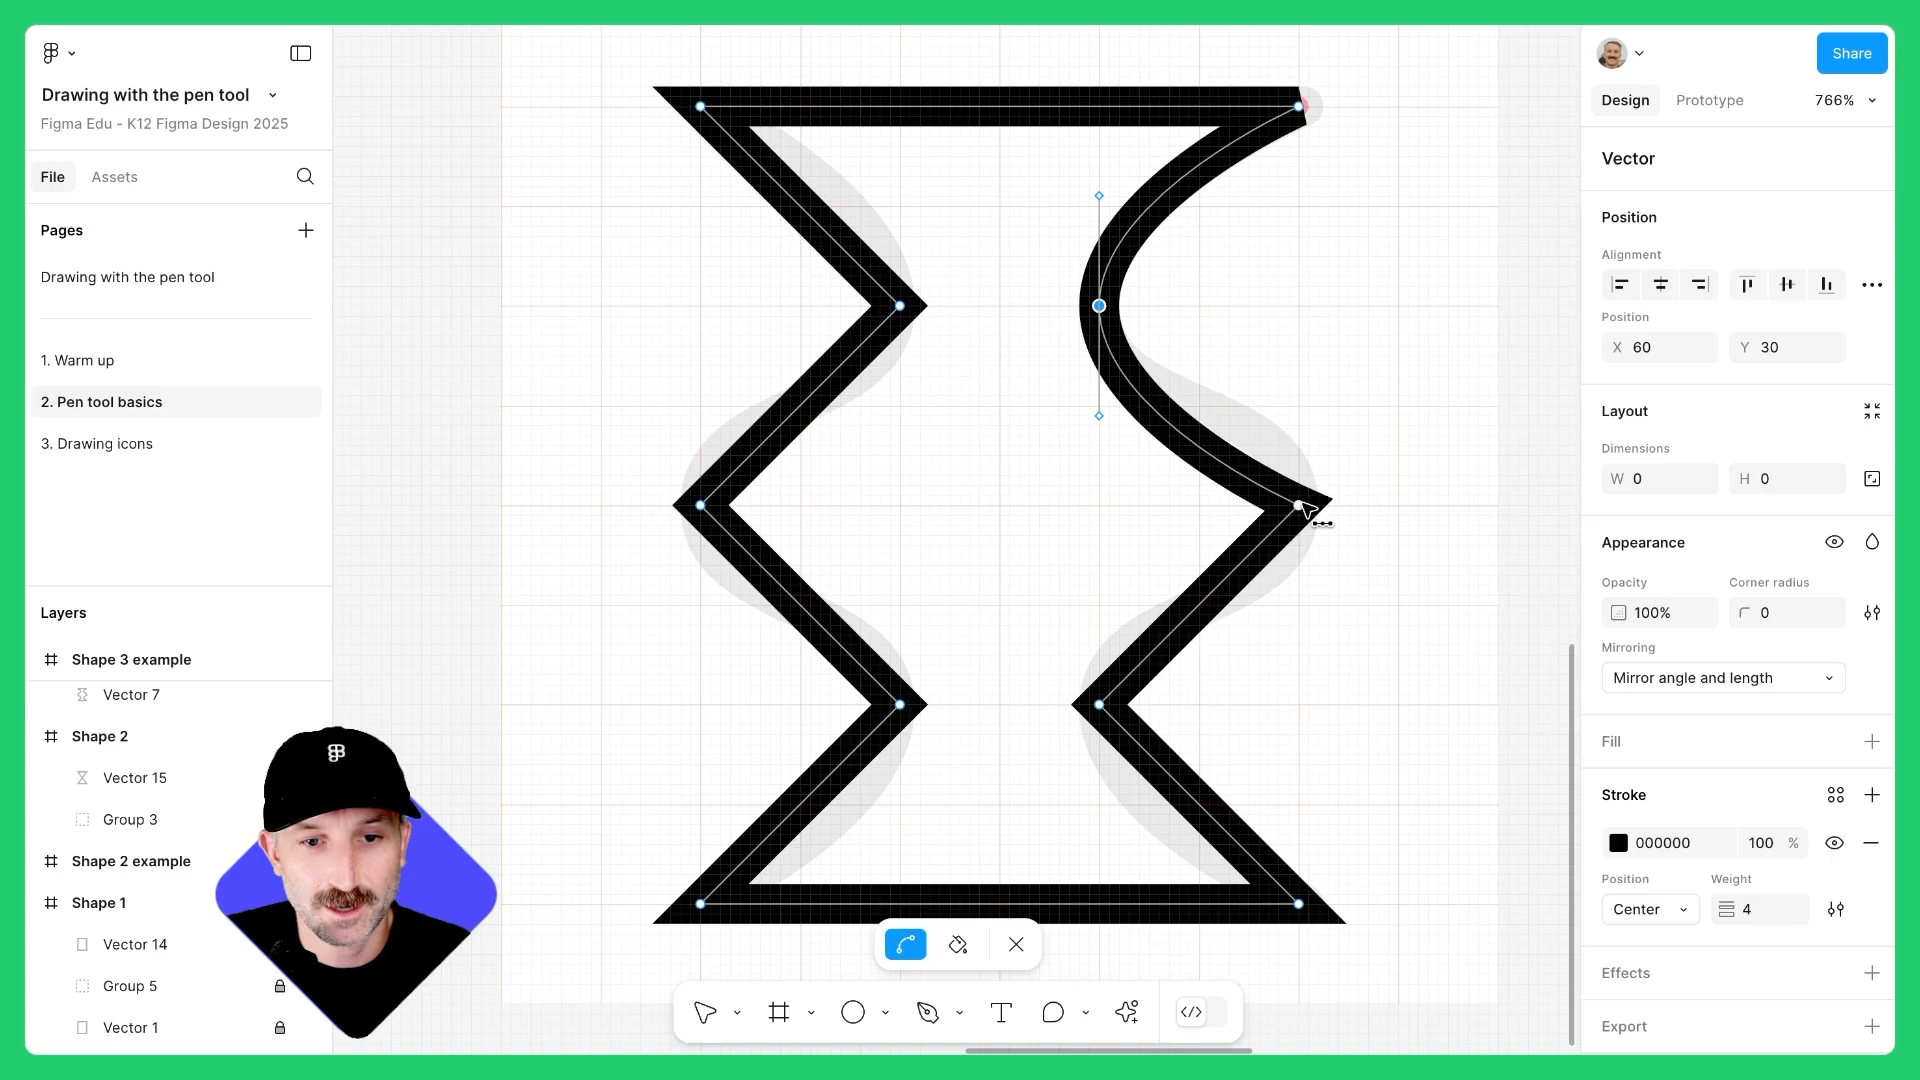 Drawing with the pen tool
Figma Edu - K12 Figma Design 2025
File
Assets
Pages
Drawing with the pen tool
1. Warm up
2. Pen tool basics
3. Drawing icons
Layers
Shape 3 example
Vector 7
Shape 2
Vector 15
Group 3
Shape 2 example
Shape 1
Vector 14
Group 5
Vector 1
Share
Design
Prototype
766%
Vector
Position
Alignment
Position
X 60
Y 30
Layout
Dimensions
W 0
H 0
Appearance
Opacity
Corner radius
100%
0
Mirroring
Mirror angle and length
Fill
Stroke
000000
100 %
Position
Weight
Center
4
Effects
Export